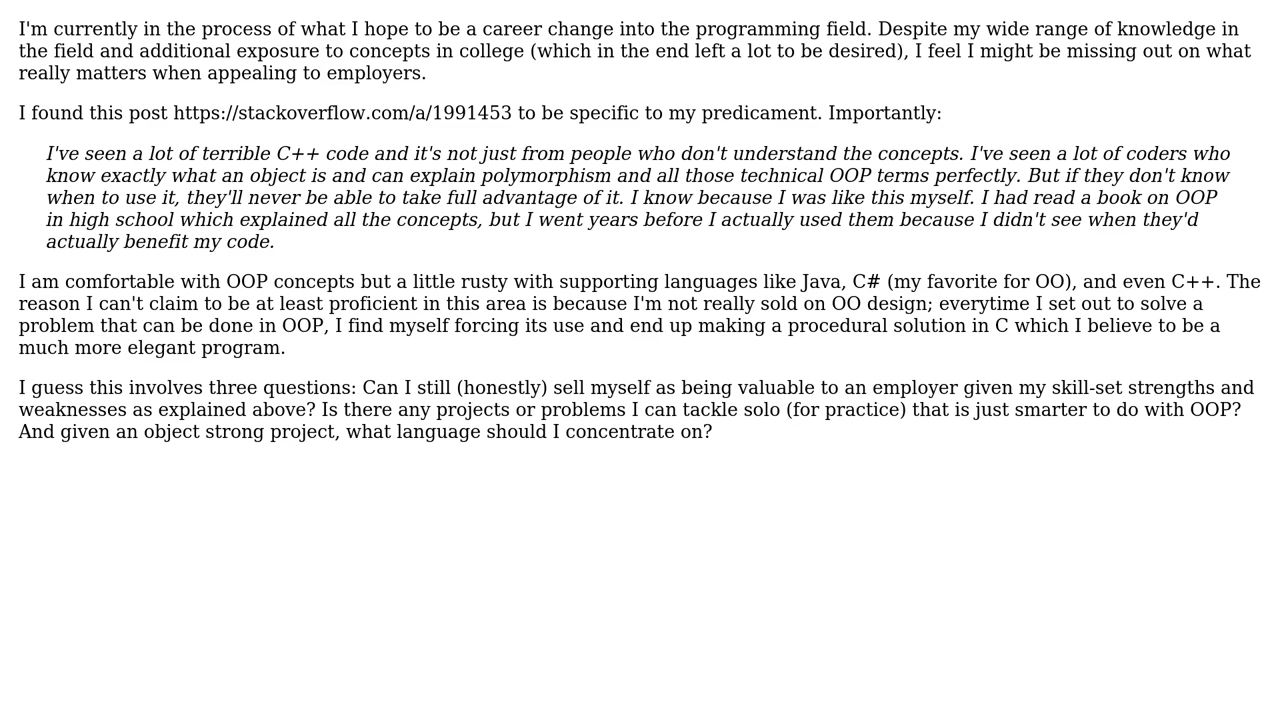 I'm currently in the process of what I hope to be a career change into the programming field. Despite my wide range of knowledge in
the field and additional exposure to concepts in college (which in the end left a lot to be desired), I feel I might be missing out on what
really matters when appealing to employers.
I found this post https://stackoverflow.com/a/1991453 to be specific to my predicament. Importantly:
I've seen a lot of terrible C++ code and it's not just from people who don't understand the concepts. I've seen a lot of coders who
know exactly what an object is and can explain polymorphism and all those technical OOP terms perfectly. But if they don't know
when to use it, they'll never be able to take full advantage of it. I know because I was like this myself. I had read a book on OOP
in high school which explained all the concepts, but I went years before I actually used them because I didn't see when they'd
actually benefit my code.
I am comfortable with OOP concepts but a little rusty with supporting languages like Java, C# (my favorite for OO), and even C++. The
reason I can't claim to be at least proficient in this area is because I'm not really sold on OO design; everytime I set out to solve a
problem that can be done in OOP, I find myself forcing its use and end up making a procedural solution in C which I believe to be a
much more elegant program.
I guess this involves three questions: Can I still (honestly) sell myself as being valuable to an employer given my skill-set strengths and
weaknesses as explained above? Is there any projects or problems I can tackle solo (for practice) that is just smarter to do with OOP?
And given an object strong project, what language should I concentrate on?